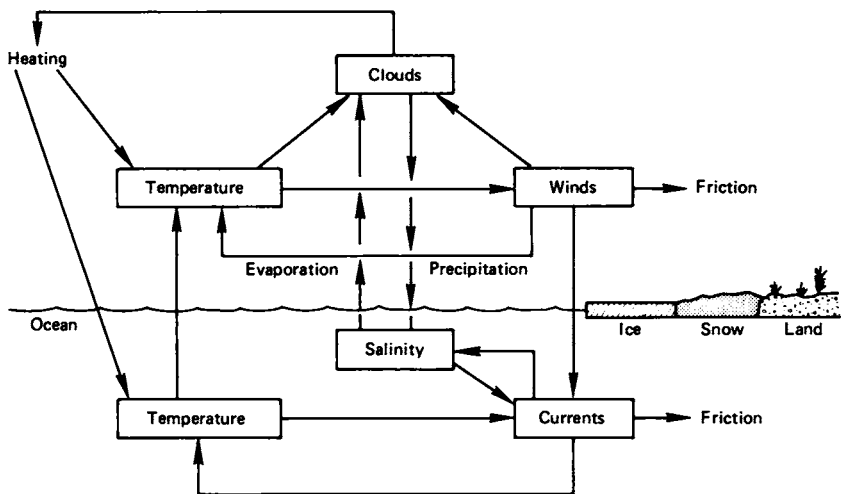 Heating
Clouds
Temperature
Winds
Friction
Evaporation
Precipitation
Ocean
Salinity
Ice
Snow
Land
Temperature
Currents
Friction